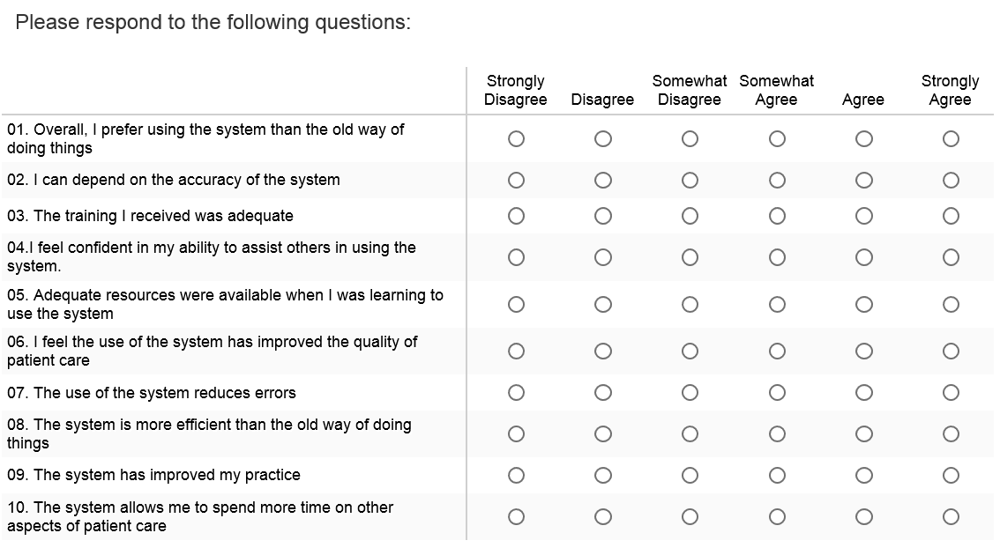 Please respond to the following questions:
Strongly Disagree
Disagree
Somewhat Disagree
Somewhat Agree
Agree
Strongly Agree
01. Overall, I prefer using the system than the old way of
doing things
02. I can depend on the accuracy of the system
03. The training I received was adequate
04.I feel confident in my ability to assist others in using the
system.
05. Adequate resources were available when I was learning to
use the system
06. I feel the use of the system has improved the quality of
patient care
07. The use of the system reduces errors
08. The system is more efficient than the old way of doing
things
09. The system has improved my practice
10. The system allows me to spend more time on other
aspects of patient care